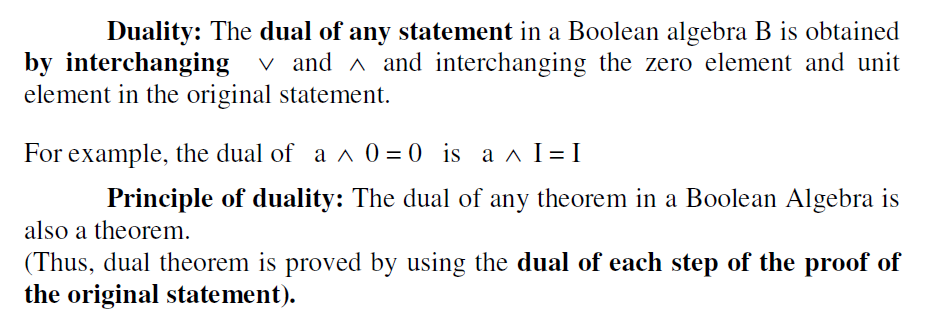 Duality: The dual of any statement in a Boolean algebra B is obtained
by interchanging ∨ and ∧ and interchanging the zero element and unit
element in the original statement.
For example, the dual of a ∧ 0 = 0 is a ∧ I = I
Principle of duality: The dual of any theorem in a Boolean Algebra is
also a theorem.
(Thus, dual theorem is proved by using the dual of each step of the proof of
the original statement).